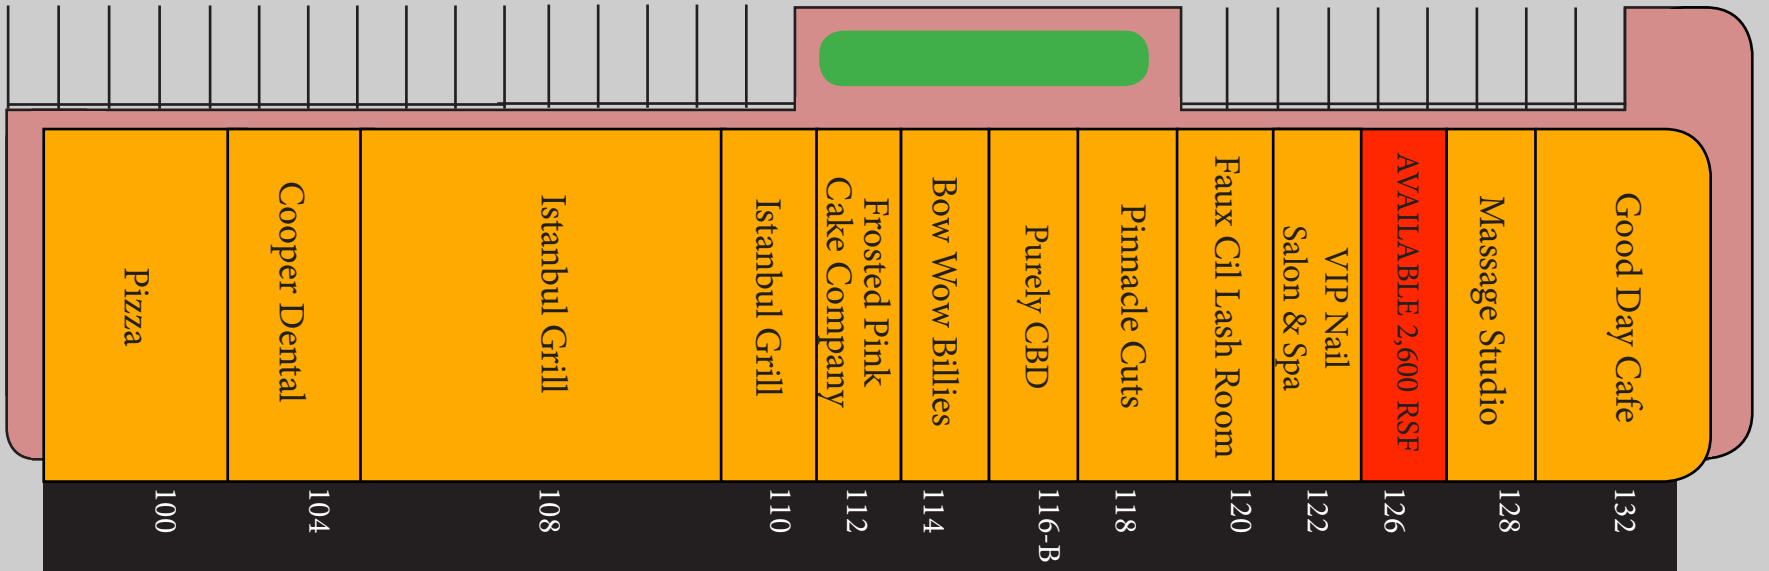 Pizza
Cooper Dental
Istanbul Grill
Istanbul Grill
Frosted Pink
Cake Company
Bow Wow Billies
Purely CBD
Pinnacle Cuts
Faux Cil Lash Room
VIP Nail
Salon & Spa
AVAILABLE 2,600 RSF
Massage Studio
Good Day Cafe
100
104
108
110
112
114
116-B
118
120
122
126
128
132